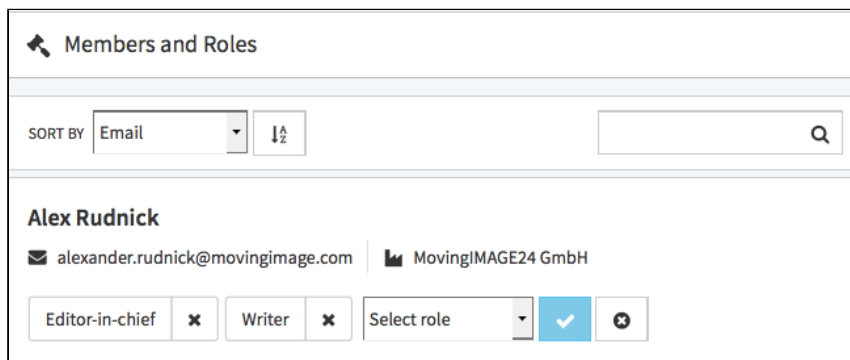 Members and Roles
SORT BY Email
Alex Rudnick
alexander.rudnick@movingimage.com MovingIMAGE24 GmbH
Editor-in-chief Writer Select role